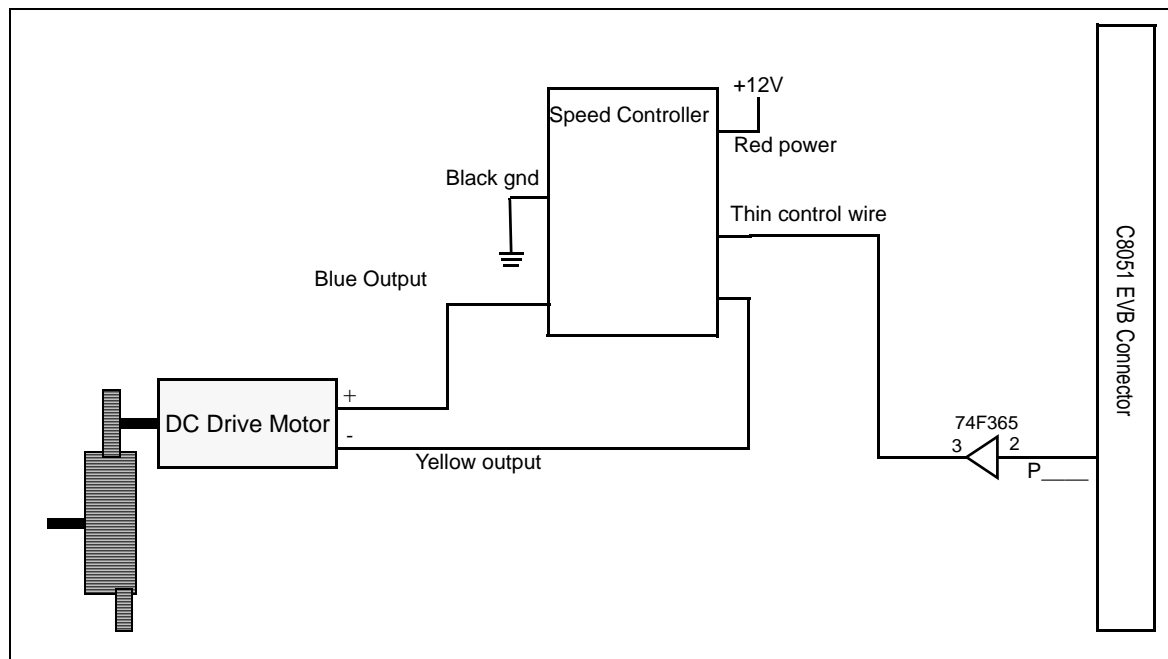 +12V
Speed Controller
Red power
Black gnd
Thin control wire
Blue Output
C8051 EVB Connector
+
DC Drive Motor
-
Yellow output
74F365
3
2
P_____